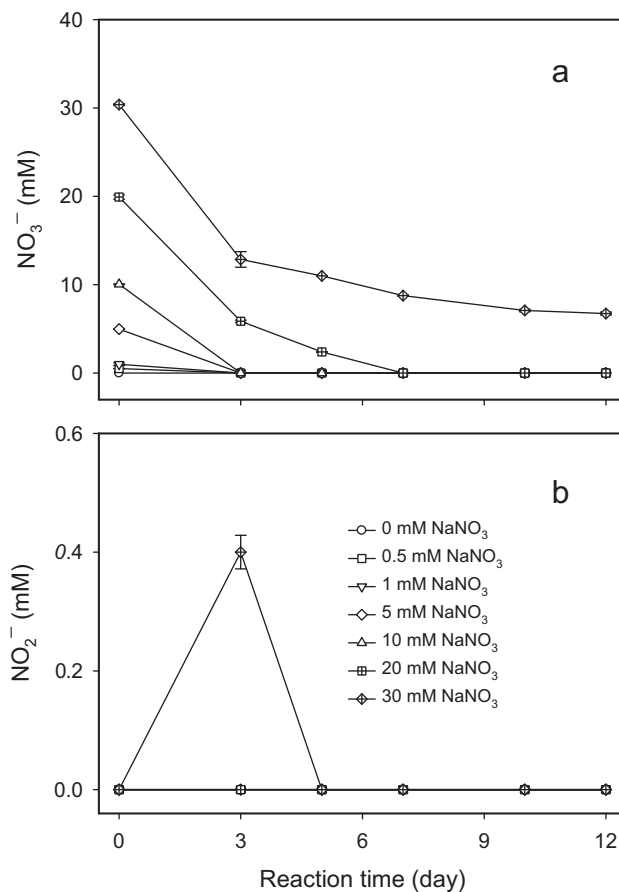 a
40
30
20
10
0
NO₃⁻ (mM)
b
0.6
0.4
0.2
0.0
NO₂⁻ (mM)
0 mM NaNO₃
0.5 mM NaNO₃
1 mM NaNO₃
5 mM NaNO₃
10 mM NaNO₃
20 mM NaNO₃
30 mM NaNO₃
0 3 6 9 12
Reaction time (day)